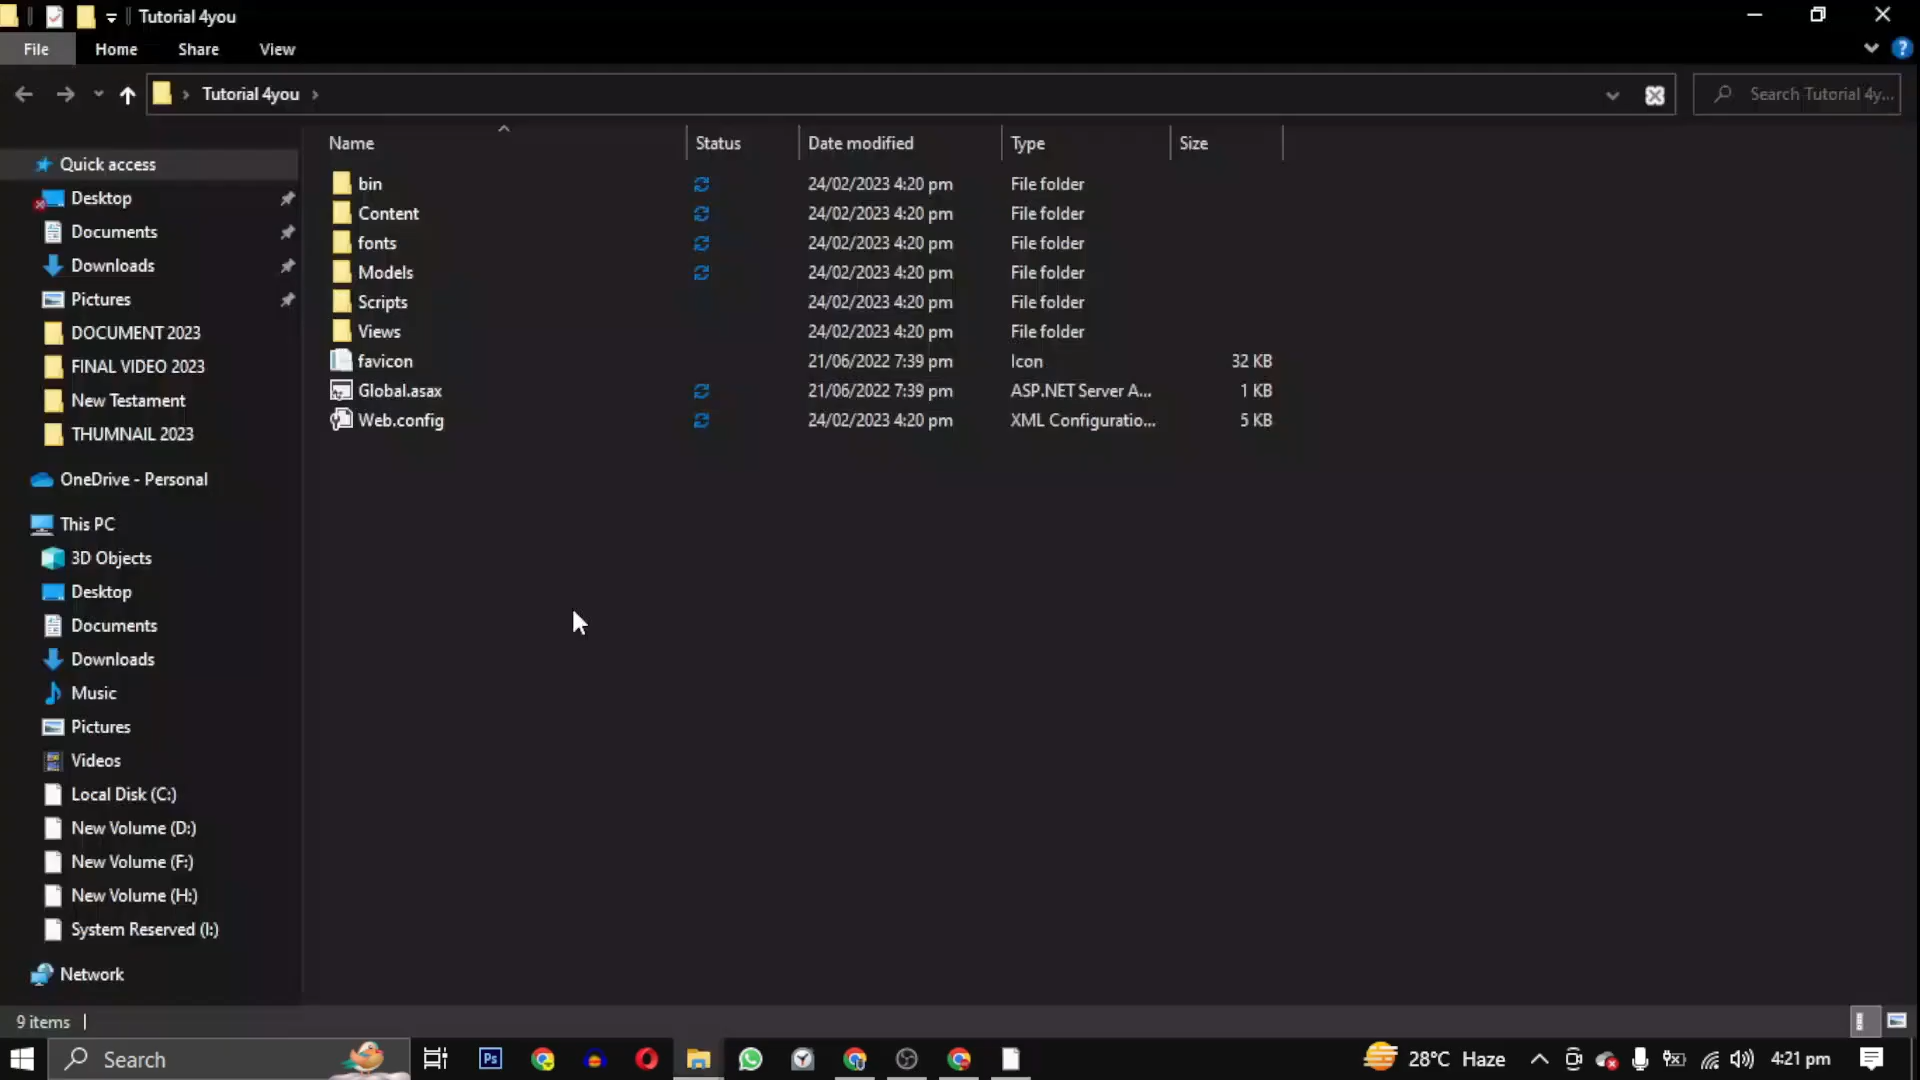 Tutorial 4you
File Home Share View
Tutorial 4you
Search Tutorial 4y...
Name Status Date modified Type Size
Quick access
Desktop
Documents
Downloads
Pictures
DOCUMENT 2023
FINAL VIDEO 2023
New Testament
THUMNAIL 2023
OneDrive - Personal
This PC
3D Objects
Desktop
Documents
Downloads
Music
Pictures
Videos
Local Disk (C:)
New Volume (D:)
New Volume (F:)
New Volume (H:)
System Reserved (I:)
Network
bin 24/02/2023 4:20 pm File folder
Content 24/02/2023 4:20 pm File folder
fonts 24/02/2023 4:20 pm File folder
Models 24/02/2023 4:20 pm File folder
Scripts 24/02/2023 4:20 pm File folder
Views 24/02/2023 4:20 pm File folder
favicon 21/06/2022 7:39 pm Icon 32 KB
Global.asax 21/06/2022 7:39 pm ASP.NET Server A... 1 KB
Web.config 24/02/2023 4:20 pm XML Configuratio... 5 KB
9 items
Search
Ps
28°C Haze
4:21 pm